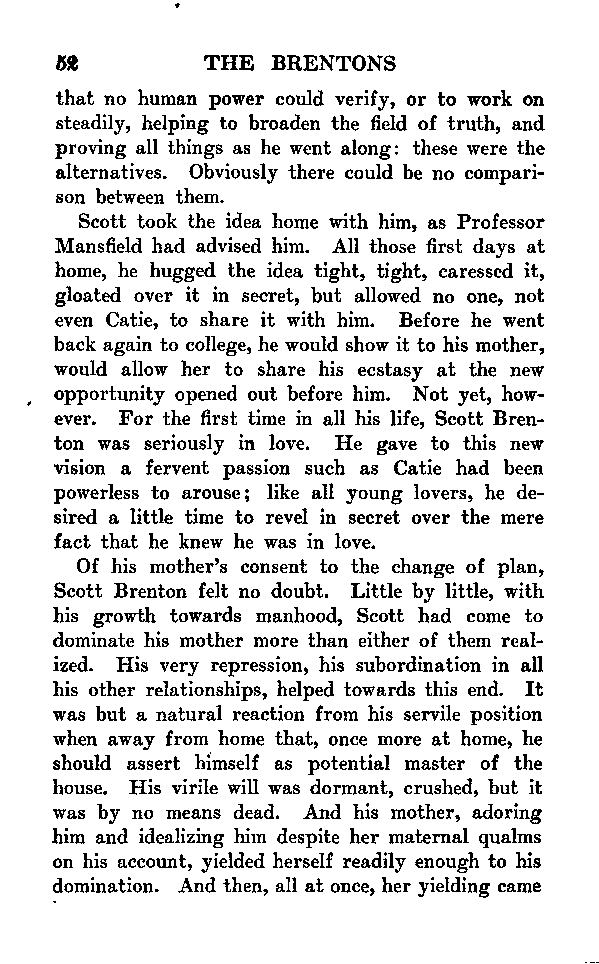 52 THE BRENTONS
that no human power could verify, or to work on
steadily, helping to broaden the field of truth, and
proving all things as he went along: these were the
alternatives. Obviously there could be no compari-
son between them.
Scott took the idea home with him, as Professor
Mansfield had advised him. All those first days at
home, he hugged the idea tight, tight, caressed it,
gloated over it in secret, but allowed no one, not
even Catie, to share it with him. Before he went
back again to college, he would show it to his mother,
would allow her to share his ecstasy at the new
opportunity opened out before him. Not yet, how-
ever. For the first time in all his life, Scott Bren-
ton was seriously in love. He gave to this new
vision a fervent passion such as Catie had been
powerless to arouse; like all young lovers, he de-
sired a little time to revel in secret over the mere
fact that he knew he was in love.
Of his mother's consent to the change of plan,
Scott Brenton felt no doubt. Little by little, with
his growth towards manhood, Scott had come to
dominate his mother more than either of them real-
ized. His very repression, his subordination in all
his other relationships, helped towards this end. It
was but a natural reaction from his servile position
when away from home that, once more at home, he
should assert himself as potential master of the
house. His virile will was dormant, crushed, but it
was by no means dead. And his mother, adoring
him and idealizing him despite her maternal qualms
on his account, yielded herself readily enough to his
domination. And then, all at once, her yielding came